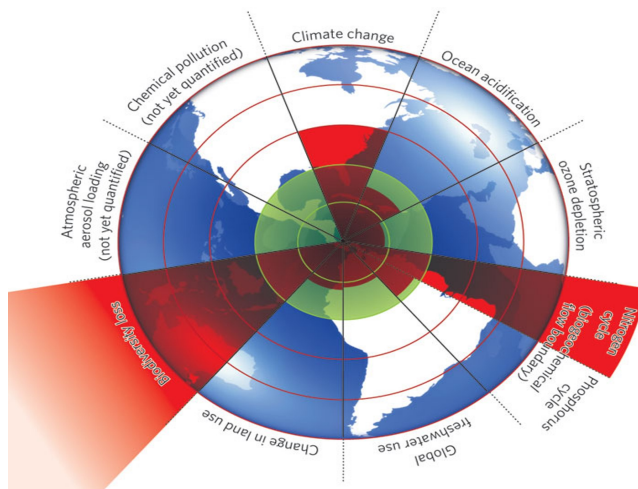 Climate change
Ocean acidification
Stratospheric
ozone depletion
Nitrogen
cycle
(biogeochemical
flow boundary)
Phosphorus
cycle
Global
freshwater use
Change in land use
Biodiversity loss
Atmospheric
aerosol loading
(not yet quantified)
Chemical pollution
(not yet quantified)